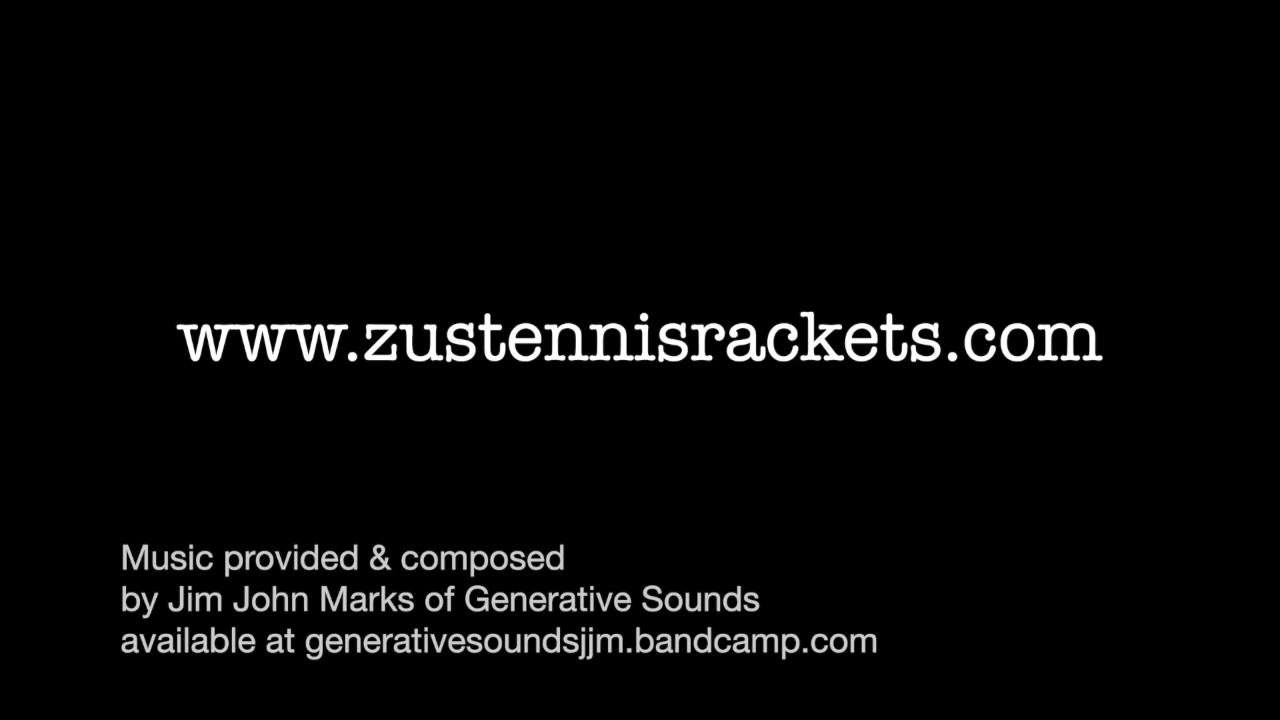 www.zustennisrackets.com
Music provided & composed
by Jim John Marks of Generative Sounds
available at generativesoundsjjm.bandcamp.com